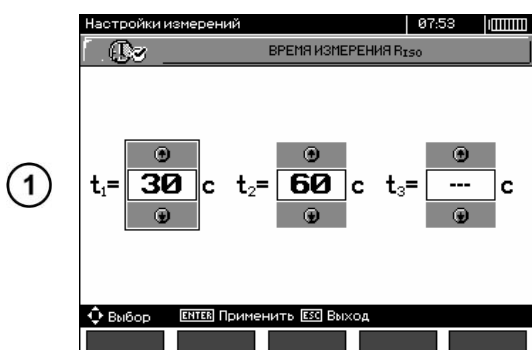 Настройки измерений 07:53
ВРЕМЯ ИЗМЕРЕНИЯ RISO
1 t1= 30 с t2= 60 с t3= --- с
Выбор ENTER Применить ESC Выход